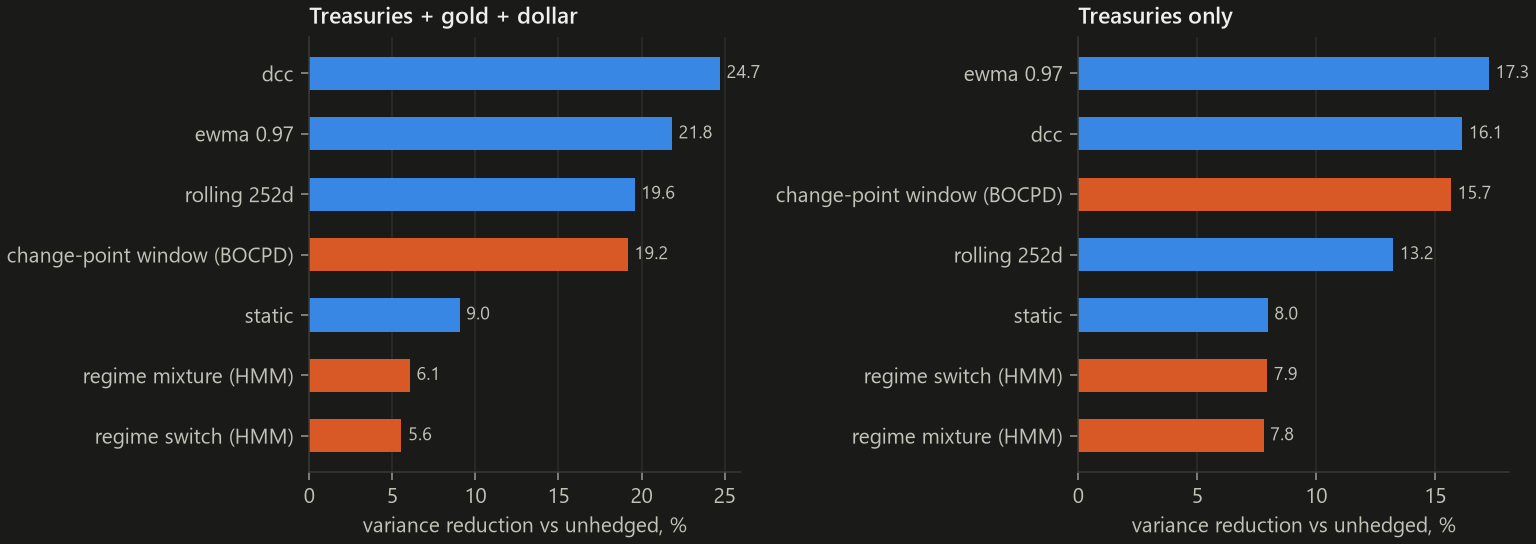 Treasuries + gold + dollar
dcc 24.7
ewma 0.97 21.8
rolling 252d 19.6
change-point window (BOCPD) 19.2
static 9.0
regime mixture (HMM) 6.1
regime switch (HMM) 5.6
0 5 10 15 20 25
variance reduction vs unhedged, %
Treasuries only
ewma 0.97 17.3
dcc 16.1
change-point window (BOCPD) 15.7
rolling 252d 13.2
static 8.0
regime switch (HMM) 7.9
regime mixture (HMM) 7.8
0 5 10 15
variance reduction vs unhedged, %